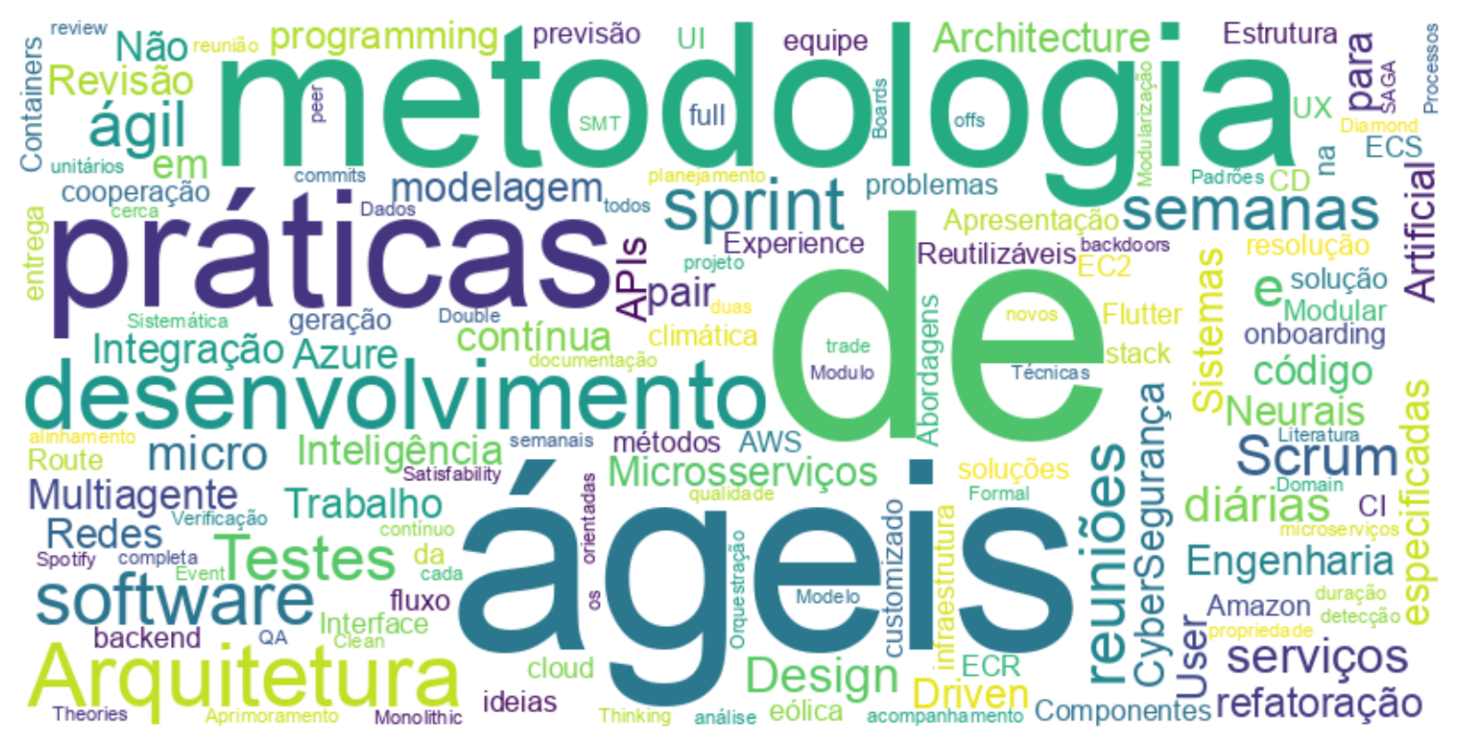 review
Não
reunião
programming
previsão
UI
equipe
Architecture
Estrutura
para
SAGA
Processos
Containers
Revisão
metodologia
peer
SMT
full
Boards
offs
Modularização
UX
Diamond
ECS
ágil
unitários
em
commits
planejamento
Padrões
CD
na
Artificial
cooperação
modelagem
sprint
problemas
cerca
Dados
todos
Apresentação
semanas
entrega
práticas
APIs
Experience
Reutilizáveis
backdoors
resolução
projeto
EC2
Sistemas
solução
pair
de
e
Modular
Sistemática
geração
Double
contínua
climática
duas
Abordagens
novos
Flutter
onboarding
Integração
Azure
documentação
trade
stack
Modulo
Técnicas
código
desenvolvimento
Neurais
especificadas
alinhamento
micro
Inteligência
semanais
métodos
AWS
CyberSegurança
Literatura
Route
Satisfability
Microsserviços
soluções
reuniões
Scrum
Domain
Multiagente
Trabalho
ágeis
orientadas
qualidade
Formal
diárias
CI
Redes
Verificação
contínuo
customizado
infraestrutura
microserviços
Spotify
completa
Testes
da
Orquestração
Engenharia
Event
cada
software
fluxo
os
Modelo
duração
Amazon
detecção
backend
QA
Interface
Clean
propriedade
User
Arquitetura
cloud
Design
ECR
serviços
Driven
ideias
eólica
Componentes
refatoração
Theories
Aprimoramento
Monolithic
Thinking
análise
acompanhamento